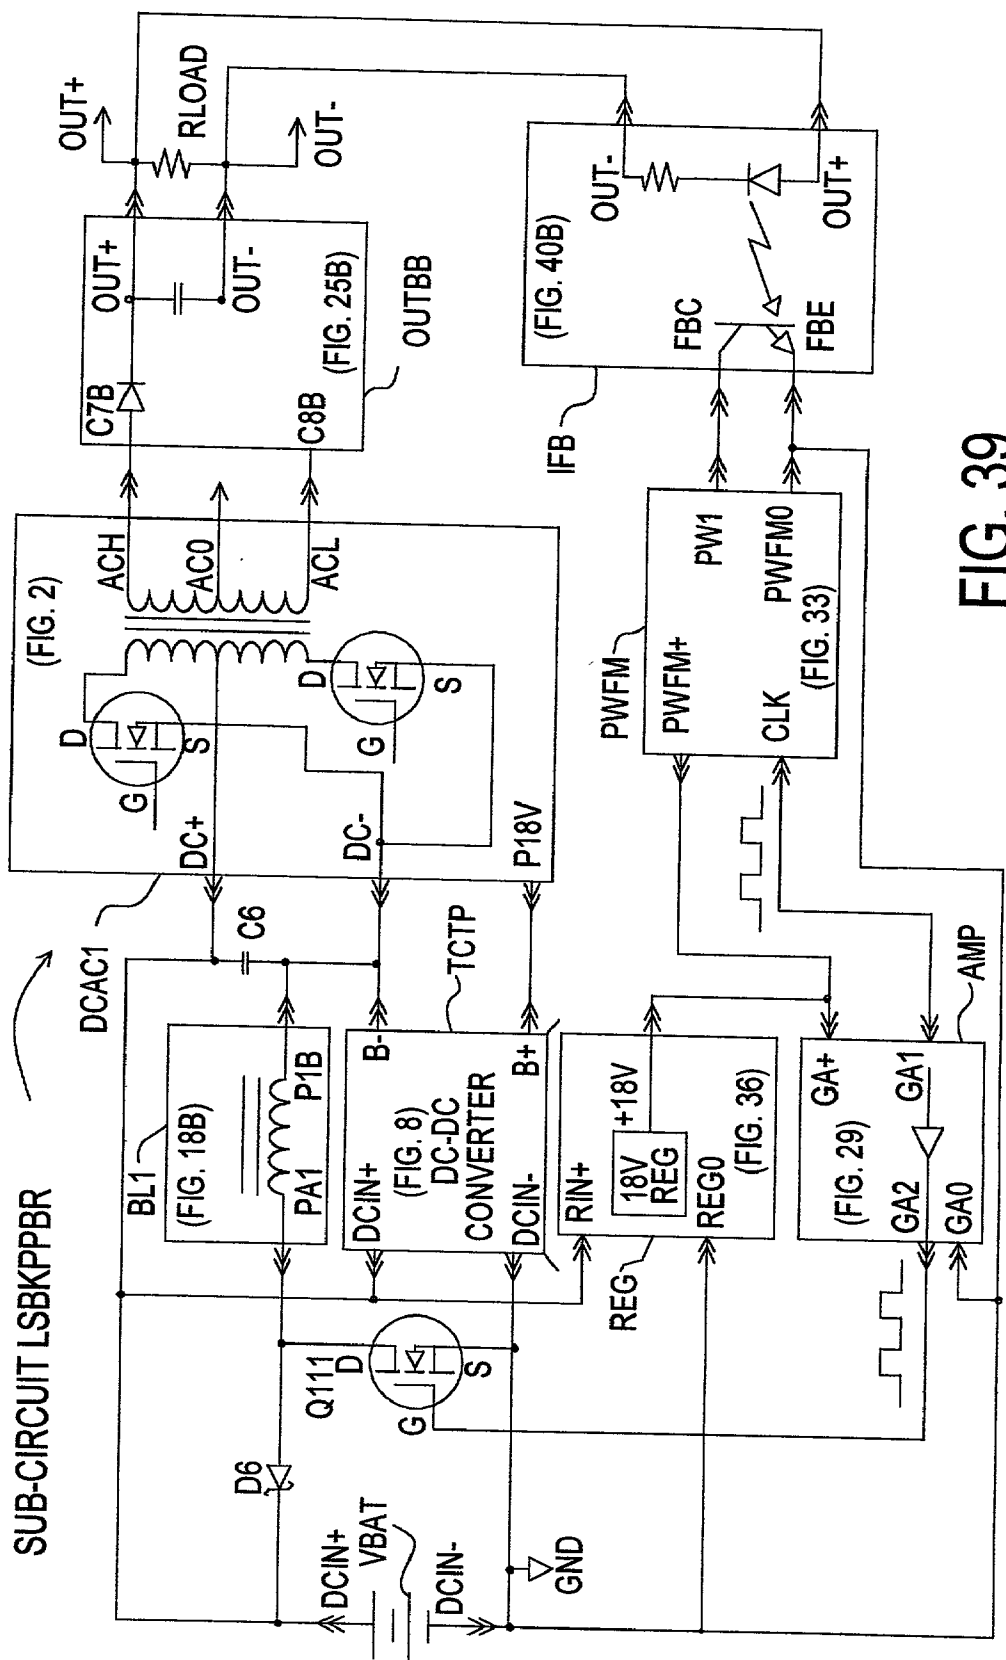 SUB-CIRCUIT LSBKPPBR
DCAC1
(FIG. 2)
D
G
S
DC+
DC-
P18V
D
G
S
ACH
AC0
ACL
C7B
C8B
OUT+
OUT-
(FIG. 25B)
OUTBB
OUT+
RLOAD
OUT-
BL1
(FIG. 18B)
PA1
P1B
C6
D6
Q111
D
G
S
DCIN+
VBAT
DCIN-
GND
DCIN+
(FIG. 8)
DC-DC
CONVERTER
DCIN-
B-
B+
TCTP
RIN+
18V
REG
+18V
REG0
(FIG. 36)
REG
GA+
(FIG. 29)
GA2
GA1
GA0
AMP
PWFM
PWFM+
CLK
PW1
PWFM0
(FIG. 33)
IFB
(FIG. 40B)
FBC
FBE
OUT-
OUT+
FIG. 39